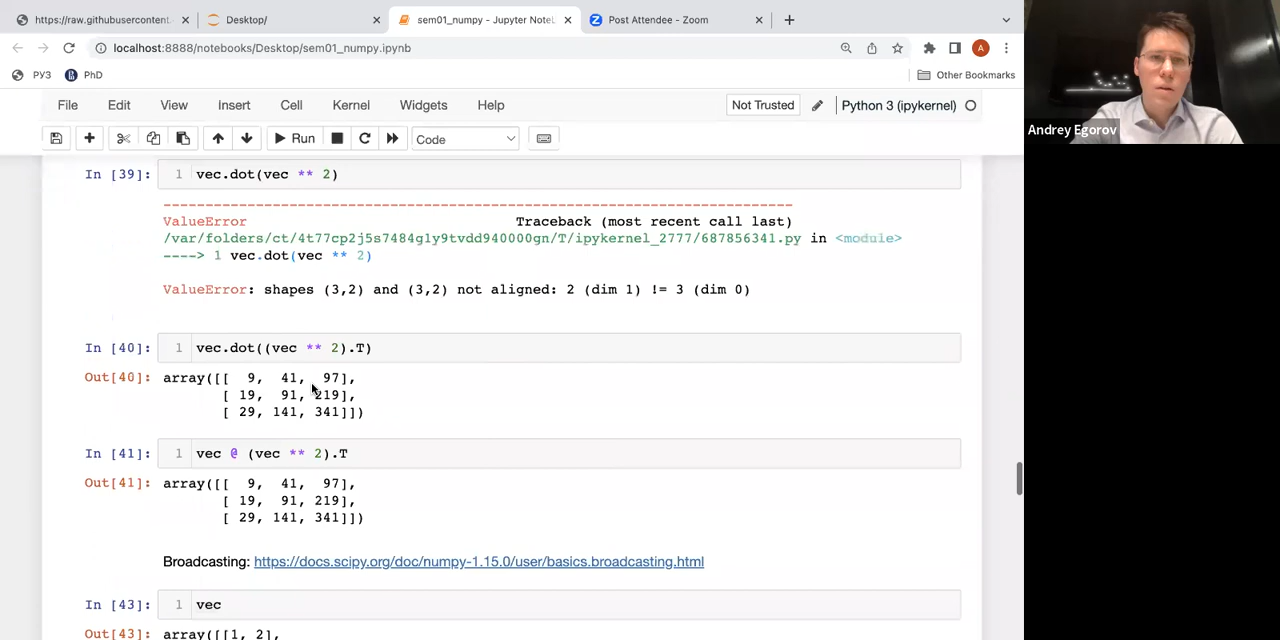 https://raw.githubusercontent.
Desktop/
sem01_numpy - Jupyter Note
Post Attendee - Zoom
localhost:8888/notebooks/Desktop/sem01_numpy.ipynb
A
РУЗ
PhD
Other Bookmarks
File Edit View Insert Cell Kernel Widgets Help
Not Trusted
Python 3 (ipykernel)
Run
Code
Andrey Egorov
In [39]: 1 vec.dot(vec ** 2)
---------------------------------------------------------------------------
ValueError Traceback (most recent call last)
/var/folders/ct/4t77cp2j5s7484g1y9tvdd940000gn/T/ipykernel_2777/687856341.py in <module>
----> 1 vec.dot(vec ** 2)
ValueError: shapes (3,2) and (3,2) not aligned: 2 (dim 1) != 3 (dim 0)
In [40]: 1 vec.dot((vec ** 2).T)
Out[40]: array([[ 9, 41, 97],
[ 19, 91, 219],
[ 29, 141, 341]])
In [41]: 1 vec @ (vec ** 2).T
Out[41]: array([[ 9, 41, 97],
[ 19, 91, 219],
[ 29, 141, 341]])
Broadcasting: https://docs.scipy.org/doc/numpy-1.15.0/user/basics.broadcasting.html
In [43]: 1 vec
Out[43]: array([[1, 2],